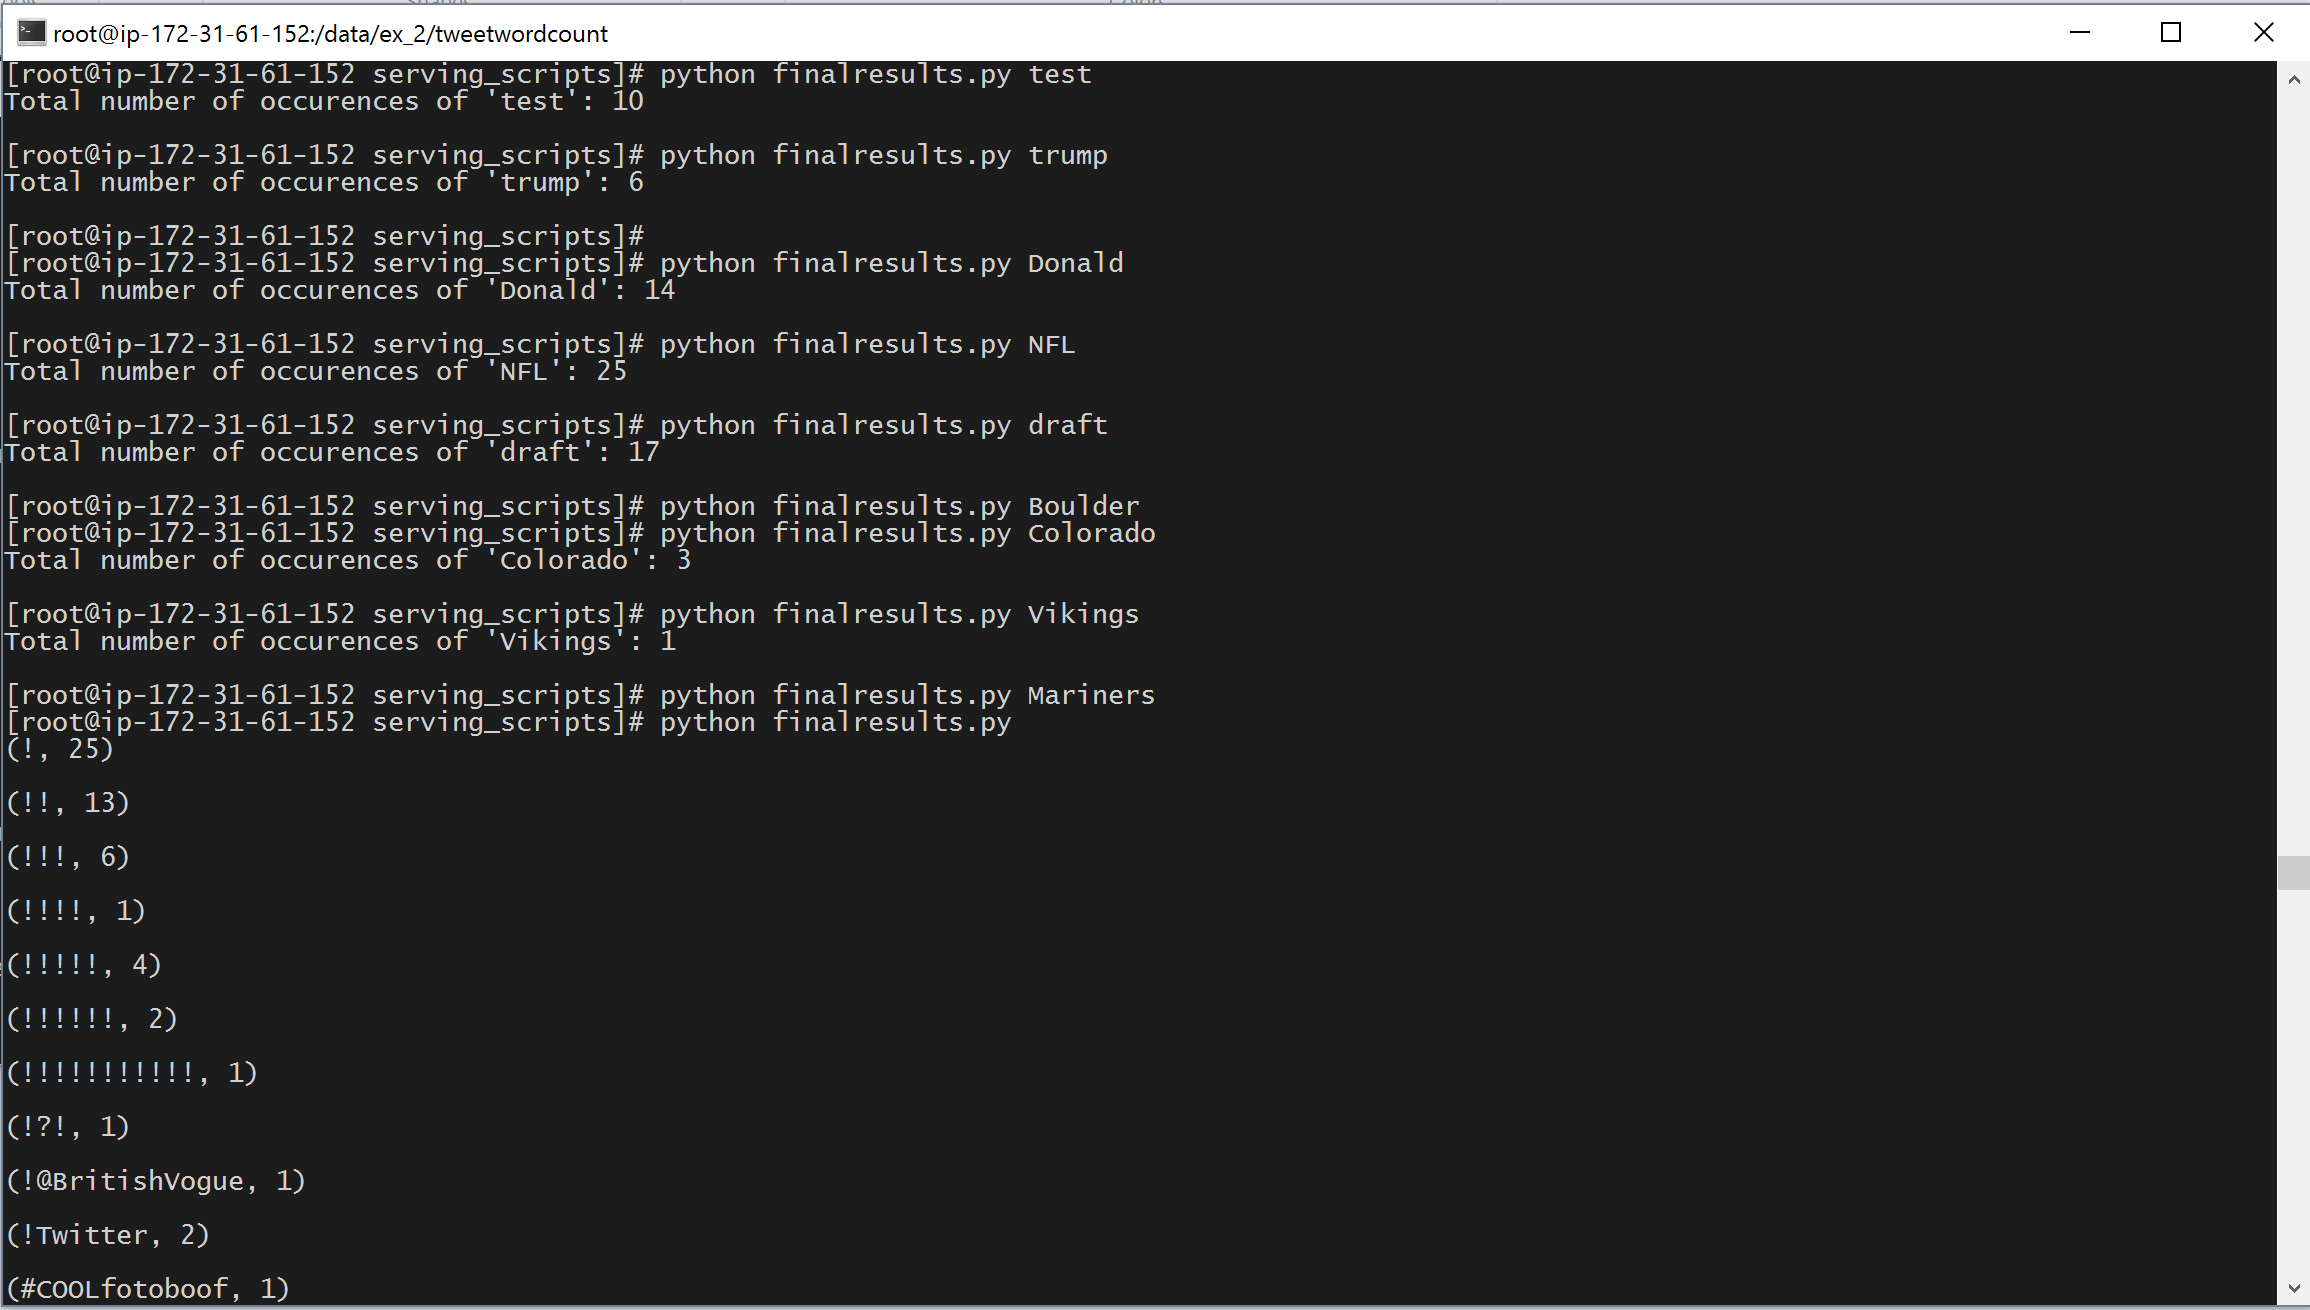 root@ip-172-31-61-152:/data/ex_2/tweetwordcount
[root@ip-172-31-61-152 serving_scripts]# python finalresults.py test
Total number of occurences of 'test': 10
[root@ip-172-31-61-152 serving_scripts]# python finalresults.py trump
Total number of occurences of 'trump': 6
[root@ip-172-31-61-152 serving_scripts]#
[root@ip-172-31-61-152 serving_scripts]# python finalresults.py Donald
Total number of occurences of 'Donald': 14
[root@ip-172-31-61-152 serving_scripts]# python finalresults.py NFL
Total number of occurences of 'NFL': 25
[root@ip-172-31-61-152 serving_scripts]# python finalresults.py draft
Total number of occurences of 'draft': 17
[root@ip-172-31-61-152 serving_scripts]# python finalresults.py Boulder
[root@ip-172-31-61-152 serving_scripts]# python finalresults.py Colorado
Total number of occurences of 'Colorado': 3
[root@ip-172-31-61-152 serving_scripts]# python finalresults.py Vikings
Total number of occurences of 'Vikings': 1
[root@ip-172-31-61-152 serving_scripts]# python finalresults.py Mariners
[root@ip-172-31-61-152 serving_scripts]# python finalresults.py
(!, 25)
(!!, 13)
(!!!, 6)
(!!!!, 1)
(!!!!!, 4)
(!!!!!!, 2)
(!!!!!!!!!!!, 1)
(!?!, 1)
(!@BritishVogue, 1)
(!Twitter, 2)
(#COOLfotoboof, 1)